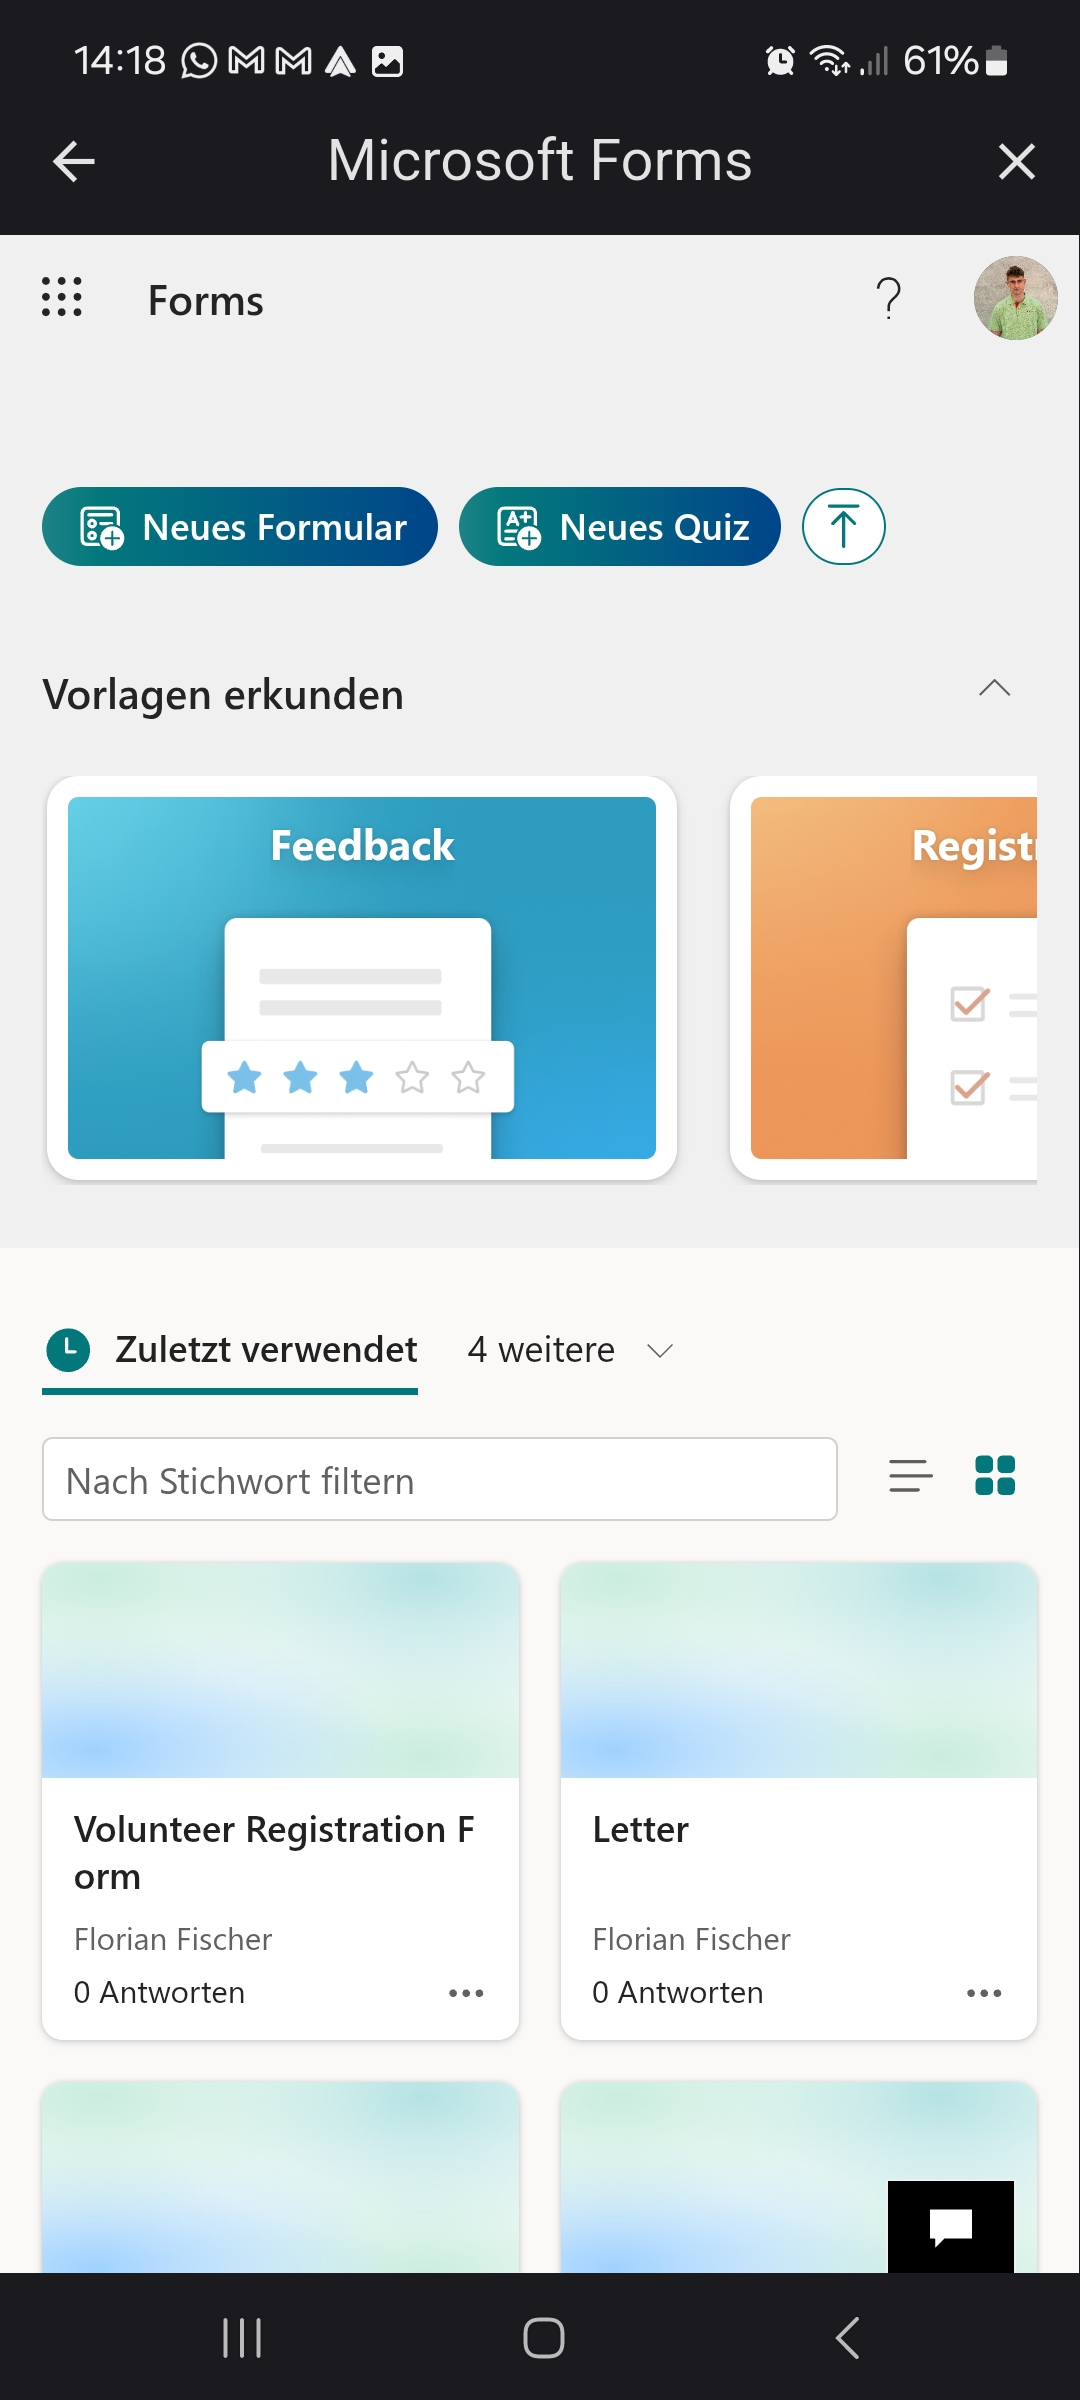 14:18
61%
Microsoft Forms
Forms
Neues Formular
Neues Quiz
Vorlagen erkunden
Feedback
Zuletzt verwendet
4 weitere
Nach Stichwort filtern
Volunteer Registration F
orm
Florian Fischer
0 Antworten
Letter
Florian Fischer
0 Antworten